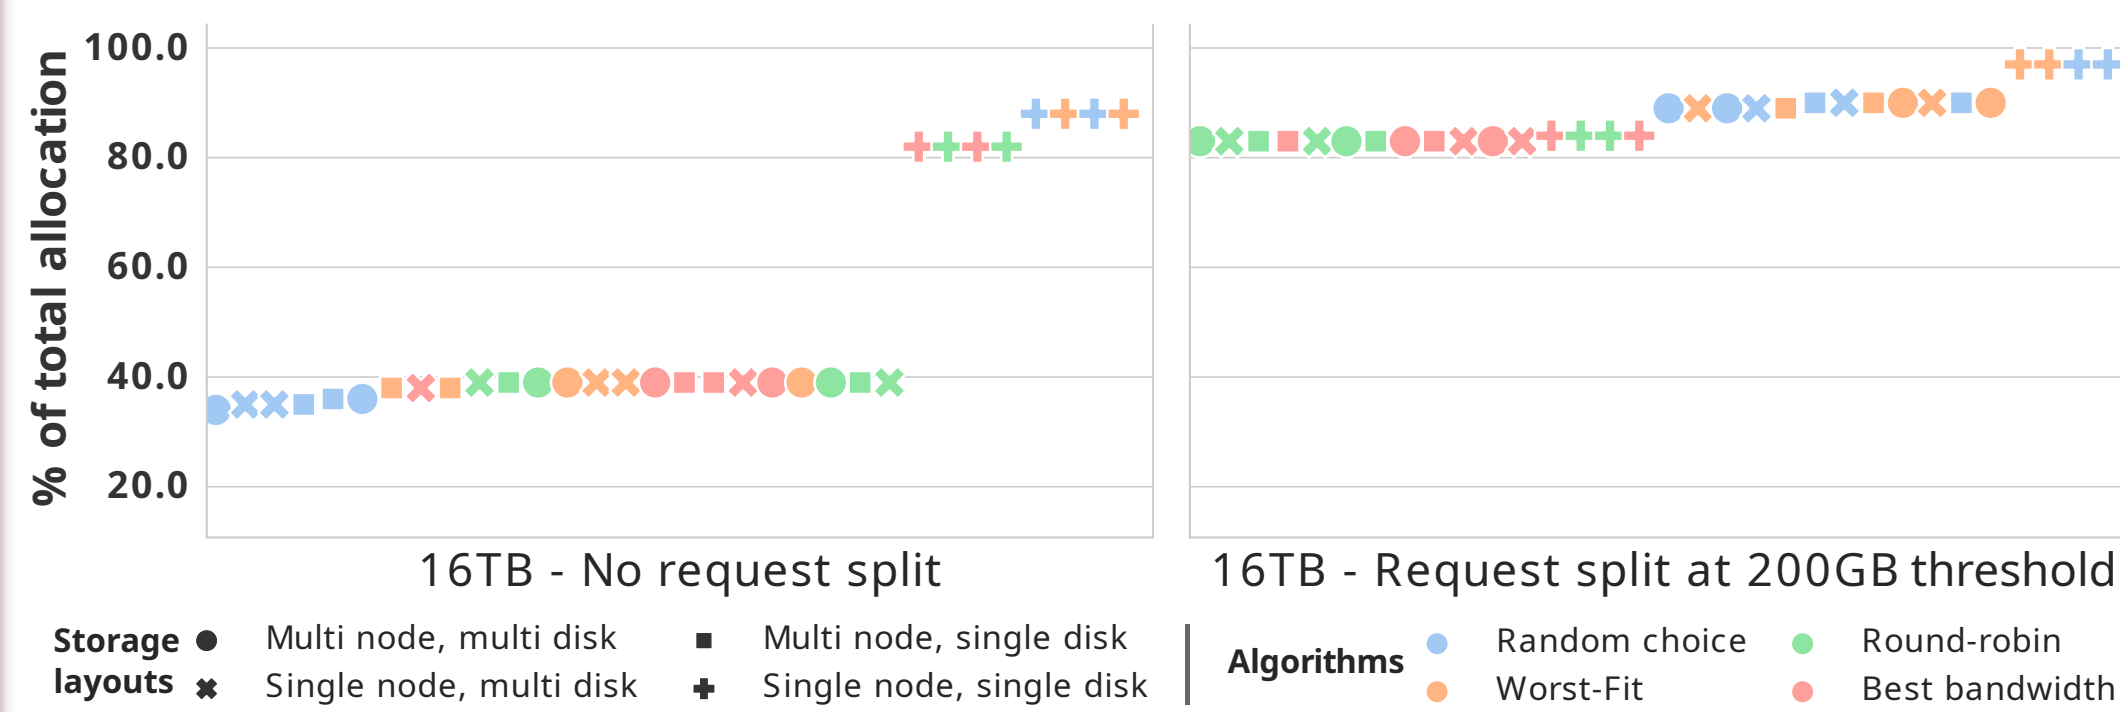 % of total allocation
100.0
80.0
60.0
40.0
20.0
16TB - No request split
16TB - Request split at 200GB threshold
Storage layouts
Multi node, multi disk
Multi node, single disk
Single node, multi disk
Single node, single disk
Algorithms
Random choice
Round-robin
Worst-Fit
Best bandwidth